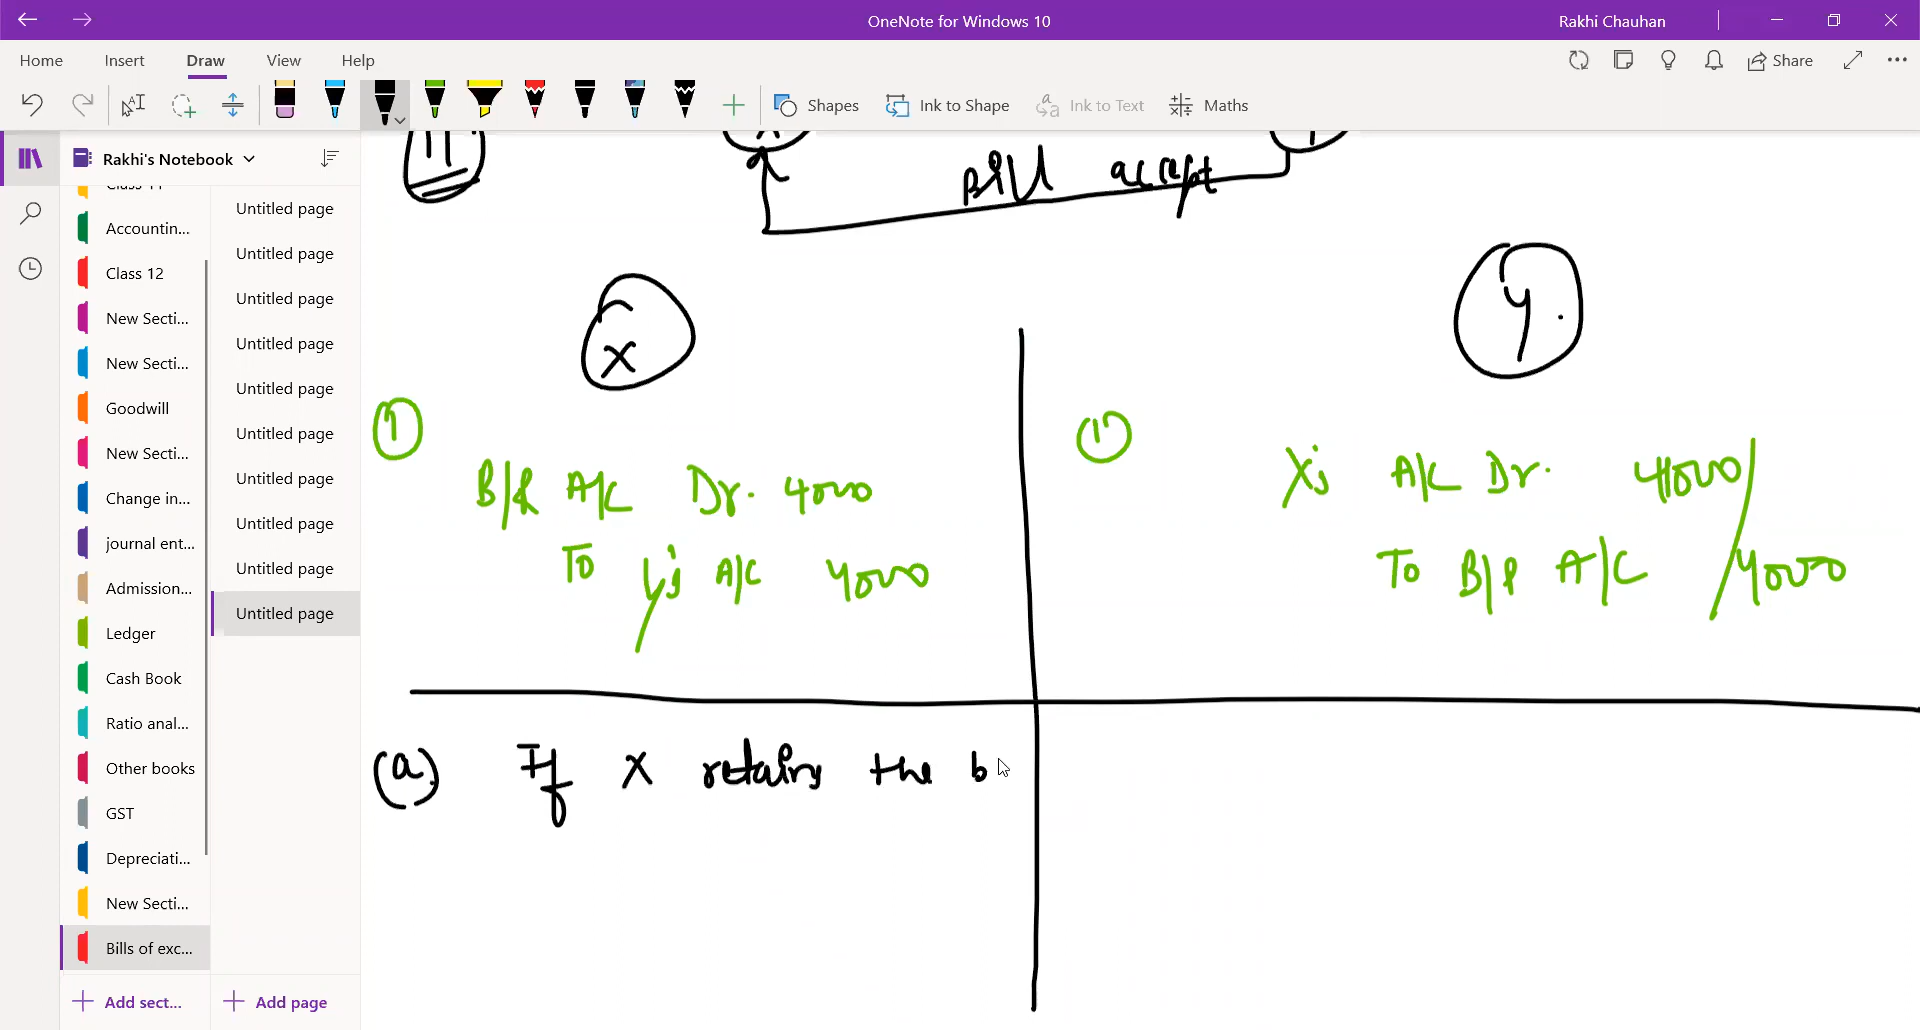 OneNote for Windows 10
Rakhi Chauhan
Home Insert Draw View Help
Share
Shapes Ink to Shape Ink to Text Maths
Rakhi's Notebook
Accountin...
Class 12
New Secti...
New Secti...
Goodwill
New Secti...
Change in...
journal ent...
Admission...
Ledger
Cash Book
Ratio anal...
Other books
GST
Depreciati...
New Secti...
Bills of exc...
Add sect...
Untitled page
Untitled page
Untitled page
Untitled page
Untitled page
Untitled page
Untitled page
Untitled page
Untitled page
Untitled page
Add page
Bill accept
X
Y.
1
B/R A/C Dr. 4000
To Y's A/C 4000
1
X's A/C Dr. 4000/
To B/P A/C 4000
(a) If X retains the b